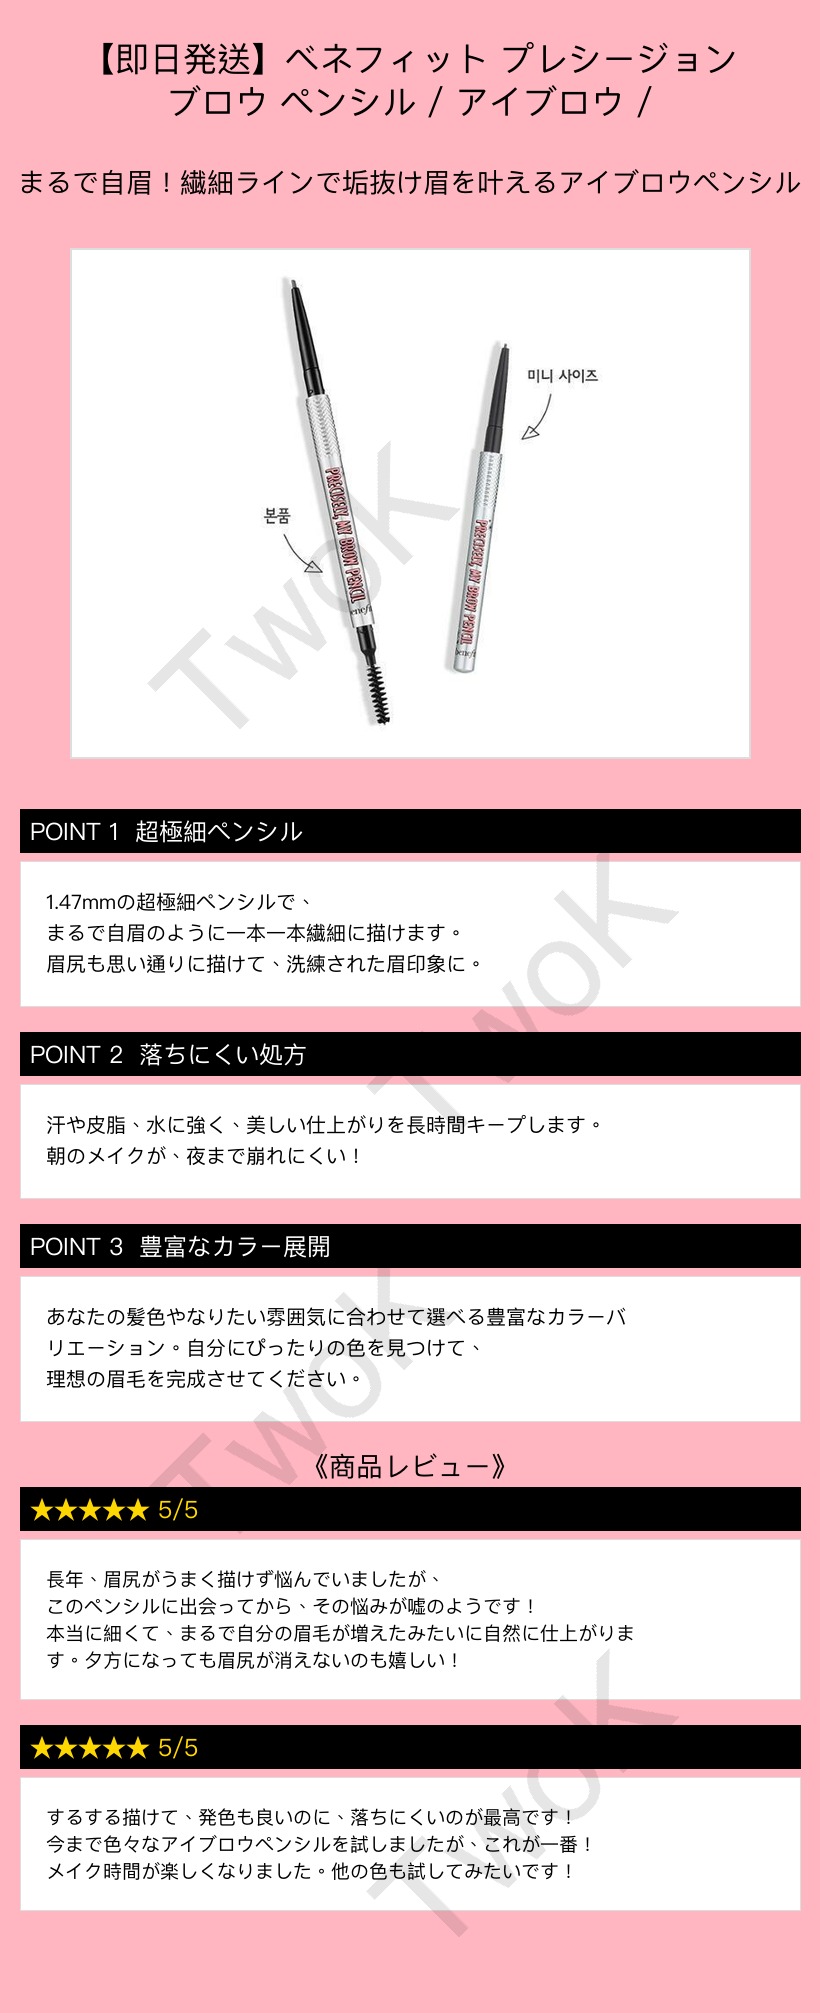 【即日発送】ベネフィット プレシージョン
ブロウ ペンシル / アイブロウ /
まるで自眉！繊細ラインで垢抜け眉を叶えるアイブロウペンシル
미니 사이즈
본품
PRECISELY, MY BROW PENCIL
benefit
PRECISELY, MY BROW PENCIL
benefit
TwoK
POINT 1 超極細ペンシル
1.47mmの超極細ペンシルで、
まるで自眉のように一本一本繊細に描けます。
眉尻も思い通りに描けて、洗練された眉印象に。
TwoK
POINT 2 落ちにくい処方
汗や皮脂、水に強く、美しい仕上がりを長時間キープします。
朝のメイクが、夜まで崩れにくい！
POINT 3 豊富なカラー展開
あなたの髪色やなりたい雰囲気に合わせて選べる豊富なカラーバ
リエーション。自分にぴったりの色を見つけて、
理想の眉毛を完成させてください。
TwoK
《商品レビュー》
★★★★★ 5/5
長年、眉尻がうまく描けず悩んでいましたが、
このペンシルに出会ってから、その悩みが嘘のようです！
本当に細くて、まるで自分の眉毛が増えたみたいに自然に仕上がりま
す。夕方になっても眉尻が消えないのも嬉しい！
★★★★★ 5/5
するする描けて、発色も良いのに、落ちにくいのが最高です！
今まで色々なアイブロウペンシルを試しましたが、これが一番！
メイク時間が楽しくなりました。他の色も試してみたいです！
TwoK